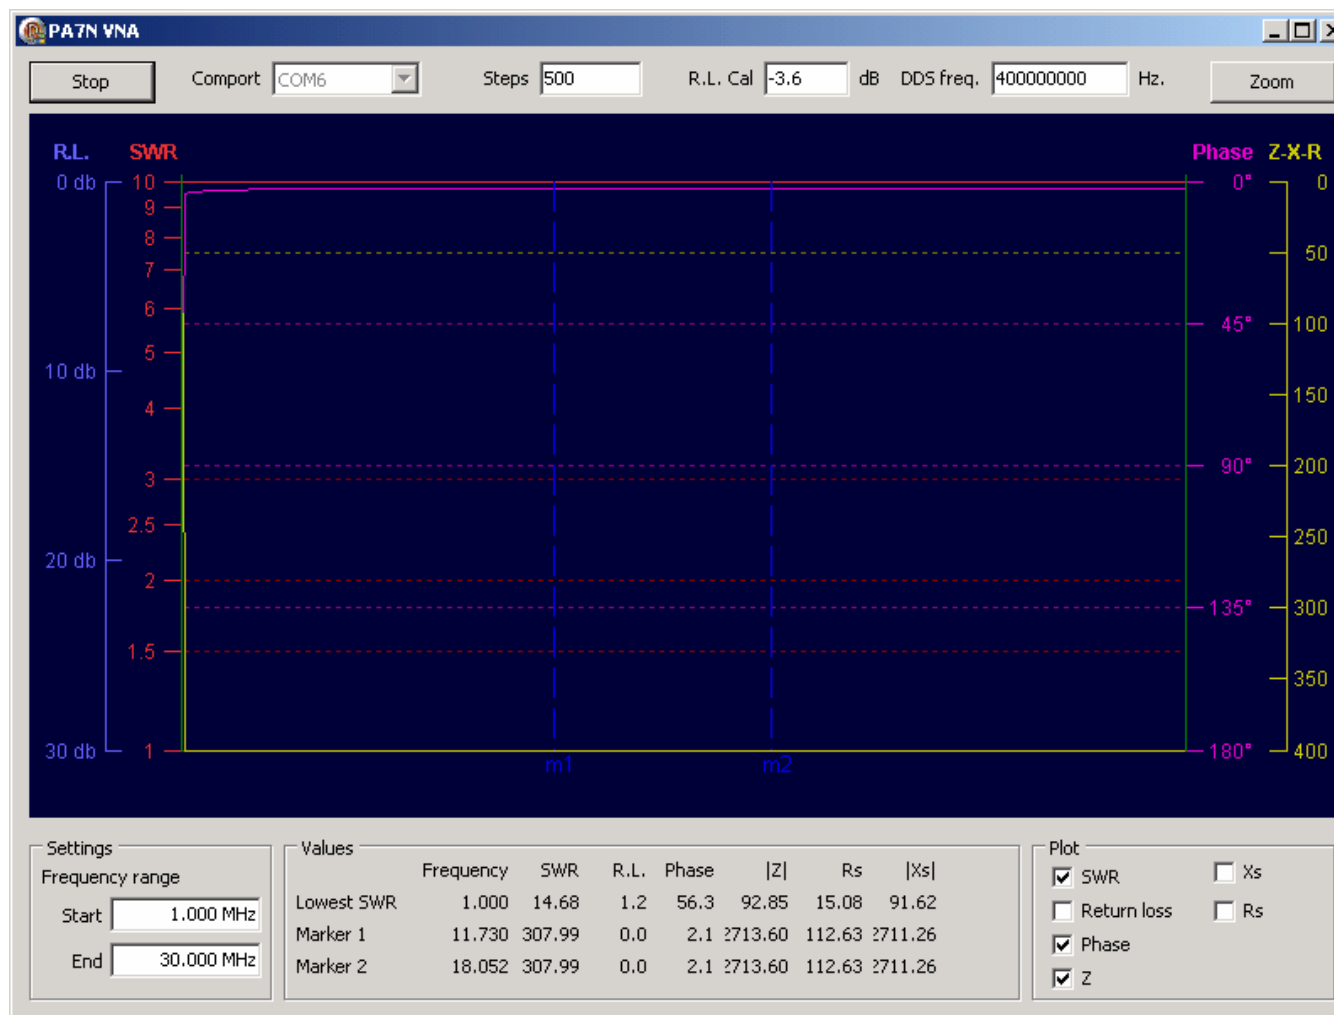 PA7N VNA
Stop Comport COM6 Steps 500 R.L. Cal -3.6 dB DDS freq. 400000000 Hz. Zoom
R.L. SWR Phase Z-X-R
0 db 10 0° 0
9
8
50
7
6 45° 100
5
10 db
150
4
3 90° 200
2.5
250
20 db
2
135° 300
1.5
350
30 db 1 180° 400
m1 m2
Settings Values Plot
Frequency range
Start 1.000 MHz
End 30.000 MHz
Frequency SWR R.L. Phase |Z| Rs |Xs|
Lowest SWR 1.000 14.68 1.2 56.3 92.85 15.08 91.62
Marker 1 11.730 307.99 0.0 2.1 2713.60 112.63 2711.26
Marker 2 18.052 307.99 0.0 2.1 2713.60 112.63 2711.26
SWR Xs
Return loss Rs
Phase
Z